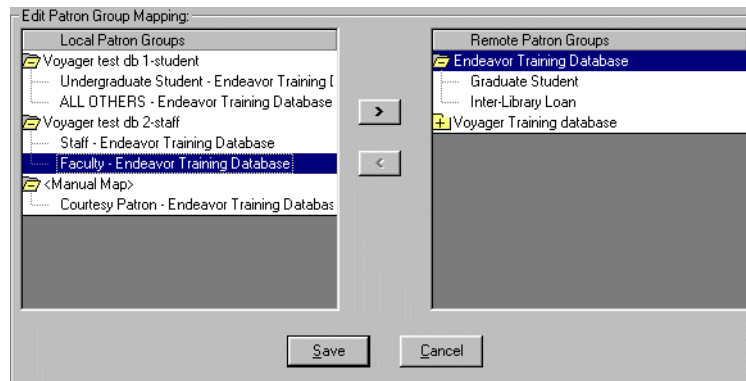 Edit Patron Group Mapping:
Local Patron Groups
Voyager test db 1-student
Undergraduate Student - Endeavor Training [
ALL OTHERS - Endeavor Training Database
Voyager test db 2-staff
Staff - Endeavor Training Database
Faculty - Endeavor Training Database
<Manual Map>
Courtesy Patron - Endeavor Training Databas
>
<
Remote Patron Groups
Endeavor Training Database
Graduate Student
Inter-Library Loan
Voyager Training database
Save
Cancel